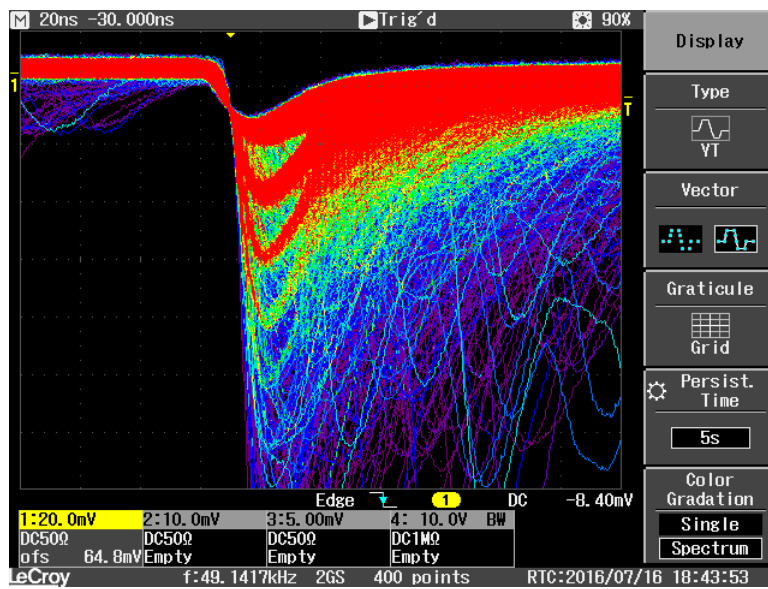 M 20ns -30.000ns Trig´d 90%
Display
Type
YT
Vector
Graticule
Grid
Persist. Time
5s
Color Gradation
Single
Spectrum
1
T
Edge 1 DC -8.40mV
1:20.0mV 2:10.0mV 3:5.00mV 4: 10.0V BW
DC50Ω DC50Ω DC50Ω DC1MΩ
ofs 64.8mV Empty Empty Empty
LeCroy f:49.1417kHz 2GS 400 points RTC:2016/07/16 18:43:53